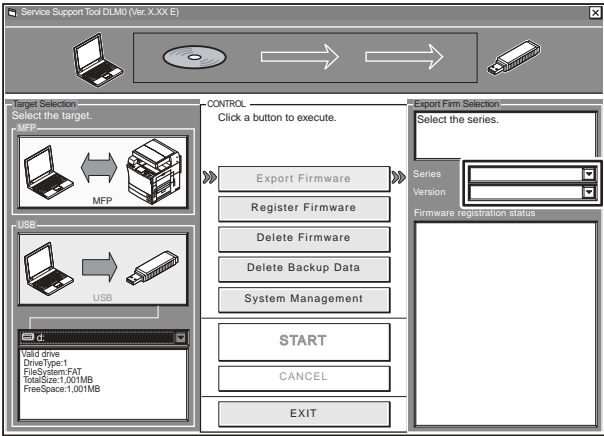 Service Support Tool DLM0 (Ver. X.XX E)
Target Selection
Select the target.
MFP
MFP
USB
USB
d:
Valid drive
DriveType:1
FileSystem:FAT
TotalSize:1,001MB
FreeSpace:1,001MB
CONTROL
Click a button to execute.
Export Firmware
Register Firmware
Delete Firmware
Delete Backup Data
System Management
START
CANCEL
EXIT
Export Firm Selection
Select the series.
Series
Version
Firmware registration status